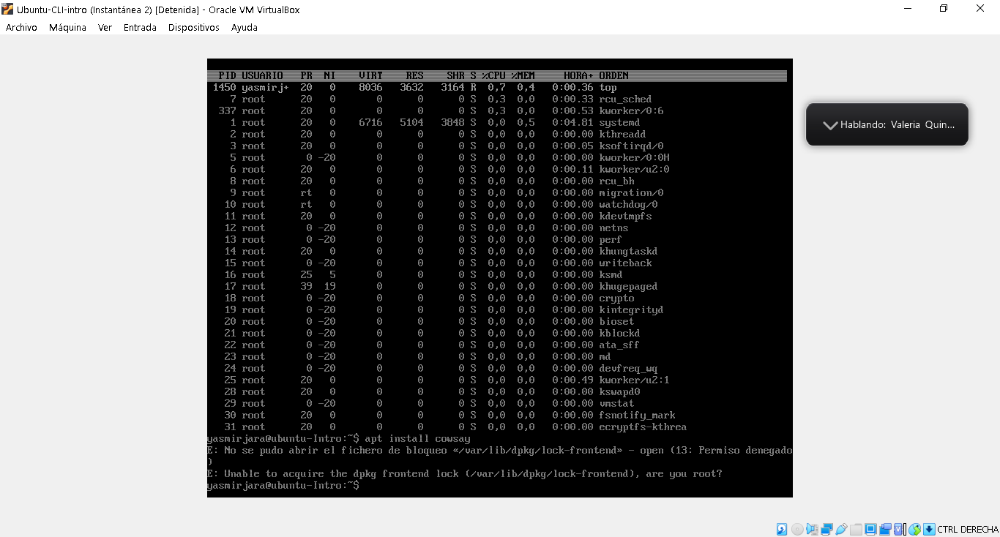 Ubuntu-CLI-intro (Instantánea 2) [Detenida] - Oracle VM VirtualBox
Archivo Máquina Ver Entrada Dispositivos Ayuda
PID USUARIO PR NI VIRT RES SHR S %CPU %MEM HORA+ ORDEN
1450 yasmirj+ 20 0 8036 3632 3164 R 0,7 0,4 0:00.36 top
7 root 20 0 0 0 0 S 0,3 0,0 0:00.33 rcu_sched
337 root 20 0 0 0 0 S 0,3 0,0 0:00.53 kworker/0:6
1 root 20 0 6716 5104 3848 S 0,0 0,5 0:04.81 systemd
2 root 20 0 0 0 0 S 0,0 0,0 0:00.00 kthreadd
3 root 20 0 0 0 0 S 0,0 0,0 0:00.05 ksoftirqd/0
5 root 0 -20 0 0 0 S 0,0 0,0 0:00.00 kworker/0:0H
6 root 20 0 0 0 0 S 0,0 0,0 0:00.11 kworker/u2:0
8 root 20 0 0 0 0 S 0,0 0,0 0:00.00 rcu_bh
9 root rt 0 0 0 0 S 0,0 0,0 0:00.00 migration/0
10 root rt 0 0 0 0 S 0,0 0,0 0:00.00 watchdog/0
11 root 20 0 0 0 0 S 0,0 0,0 0:00.00 kdevtmpfs
12 root 0 -20 0 0 0 S 0,0 0,0 0:00.00 netns
13 root 0 -20 0 0 0 S 0,0 0,0 0:00.00 perf
14 root 20 0 0 0 0 S 0,0 0,0 0:00.00 khungtaskd
15 root 0 -20 0 0 0 S 0,0 0,0 0:00.00 writeback
16 root 25 5 0 0 0 S 0,0 0,0 0:00.00 ksmd
17 root 39 19 0 0 0 S 0,0 0,0 0:00.00 khugepaged
18 root 0 -20 0 0 0 S 0,0 0,0 0:00.00 crypto
19 root 0 -20 0 0 0 S 0,0 0,0 0:00.00 kintegrityd
20 root 0 -20 0 0 0 S 0,0 0,0 0:00.00 bioset
21 root 0 -20 0 0 0 S 0,0 0,0 0:00.00 kblockd
22 root 0 -20 0 0 0 S 0,0 0,0 0:00.00 ata_sff
23 root 0 -20 0 0 0 S 0,0 0,0 0:00.00 md
24 root 0 -20 0 0 0 S 0,0 0,0 0:00.00 devfreq_wq
25 root 20 0 0 0 0 S 0,0 0,0 0:00.49 kworker/u2:1
28 root 20 0 0 0 0 S 0,0 0,0 0:00.00 kswapd0
29 root 0 -20 0 0 0 S 0,0 0,0 0:00.00 vmstat
30 root 20 0 0 0 0 S 0,0 0,0 0:00.00 fsnotify_mark
31 root 20 0 0 0 0 S 0,0 0,0 0:00.00 ecryptfs-kthrea
yasmirjara@ubuntu-Intro:~$ apt install cowsay
E: No se pudo abrir el fichero de bloqueo «/var/lib/dpkg/lock-frontend» - open (13: Permiso denegado
)
E: Unable to acquire the dpkg frontend lock (/var/lib/dpkg/lock-frontend), are you root?
yasmirjara@ubuntu-Intro:~$
Hablando: Valeria Quin...
CTRL DERECHA